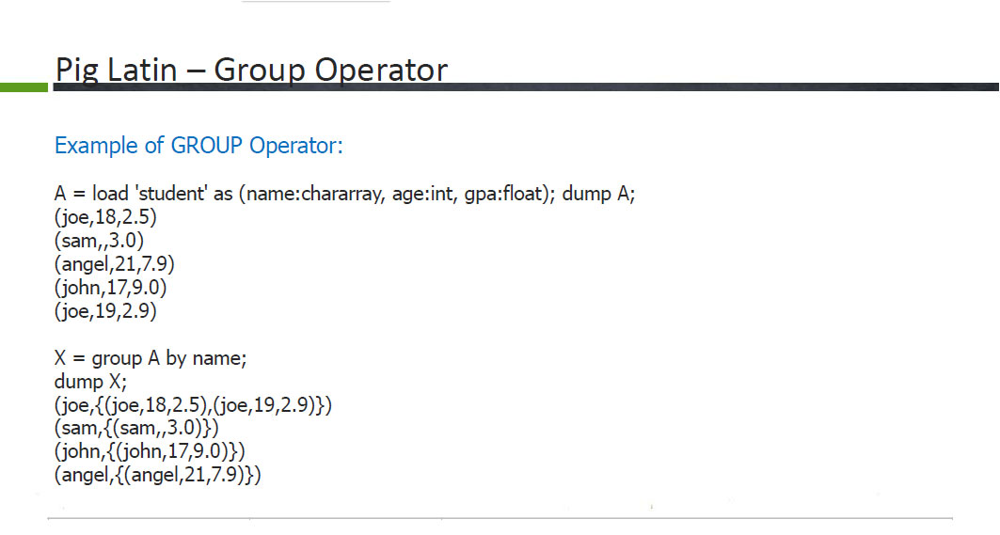 Pig Latin – Group Operator
Example of GROUP Operator:
A = load 'student' as (name:chararray, age:int, gpa:float); dump A;
(joe,18,2.5)
(sam,,3.0)
(angel,21,7.9)
(john,17,9.0)
(joe,19,2.9)
X = group A by name;
dump X;
(joe,{(joe,18,2.5),(joe,19,2.9)})
(sam,{(sam,,3.0)})
(john,{(john,17,9.0)})
(angel,{(angel,21,7.9)})